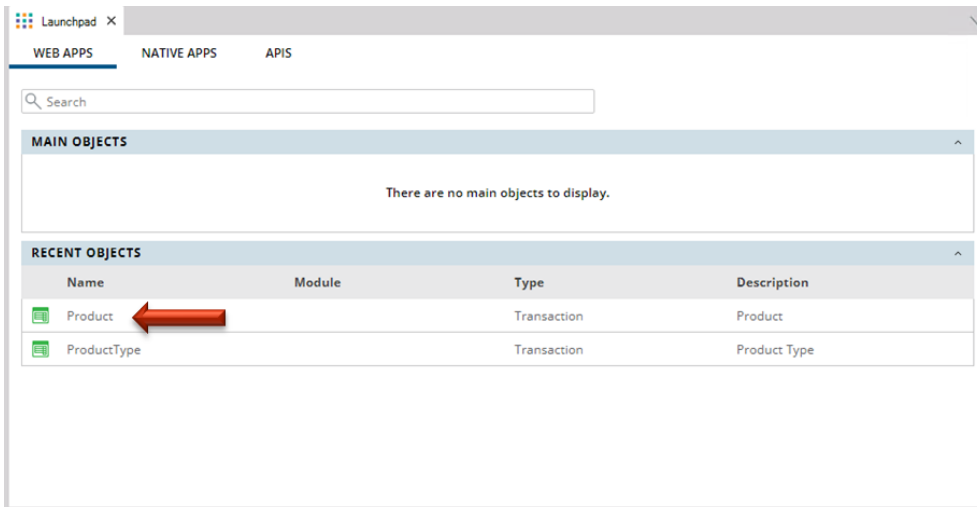 Launchpad X
WEB APPS NATIVE APPS APIS
Search
MAIN OBJECTS
There are no main objects to display.
RECENT OBJECTS
Name Module Type Description
Product Transaction Product
ProductType Transaction Product Type